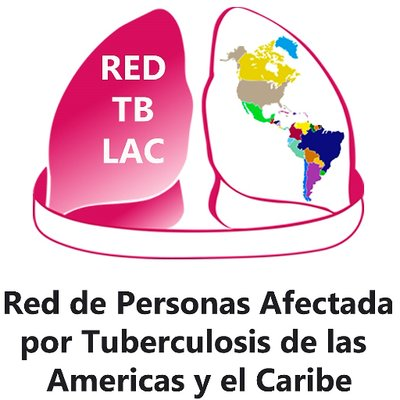 RED
TB
LAC
Red de Personas Afectada
por Tuberculosis de las
Americas y el Caribe